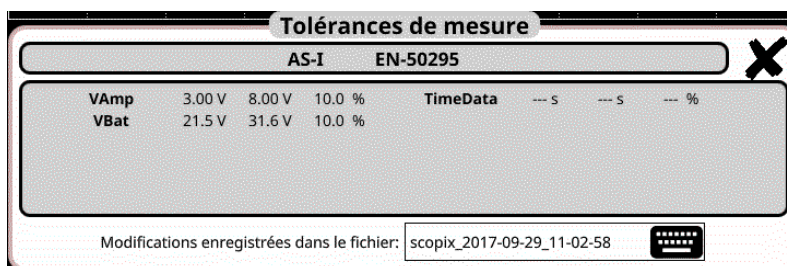 Tolérances de mesure
AS-I EN-50295
VAmp 3.00 V 8.00 V 10.0 % TimeData --- s --- s --- %
VBat 21.5 V 31.6 V 10.0 %
Modifications enregistrées dans le fichier: scopix_2017-09-29_11-02-58